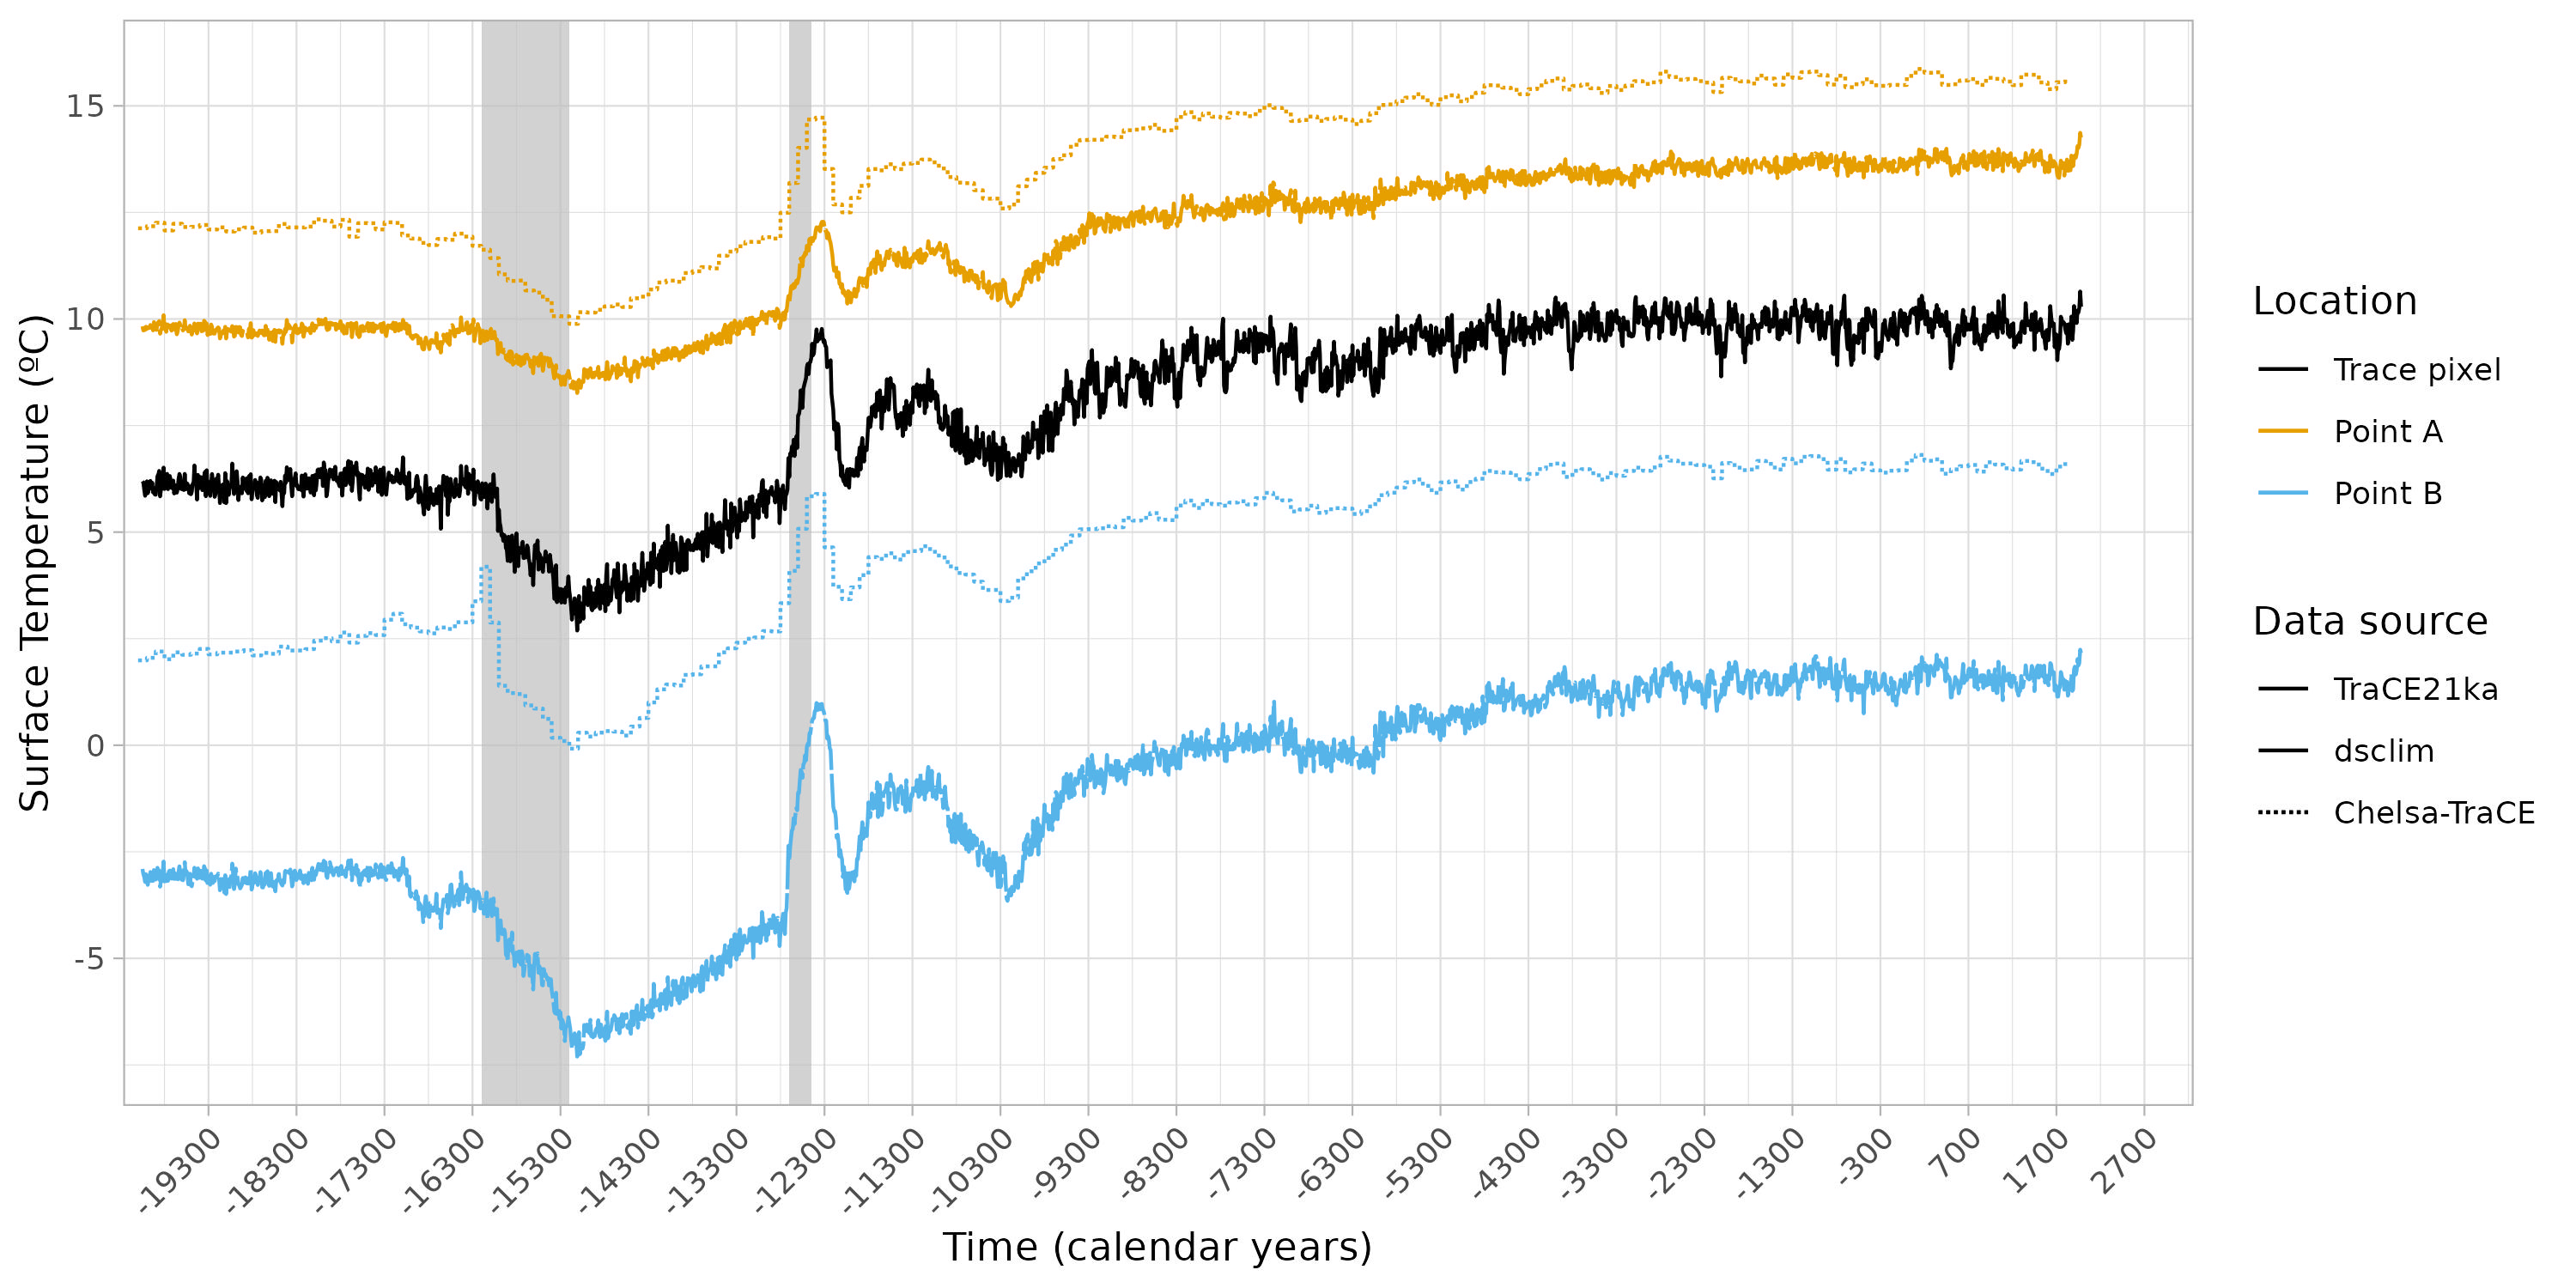 Surface Temperature (ºC)
15
10
5
0
-5
-19300
-18300
-17300
-16300
-15300
-14300
-13300
-12300
-11300
-10300
-9300
-8300
-7300
-6300
-5300
-4300
-3300
-2300
-1300
-300
700
1700
2700
Time (calendar years)
Location
Trace pixel
Point A
Point B
Data source
TraCE21ka
dsclim
Chelsa-TraCE